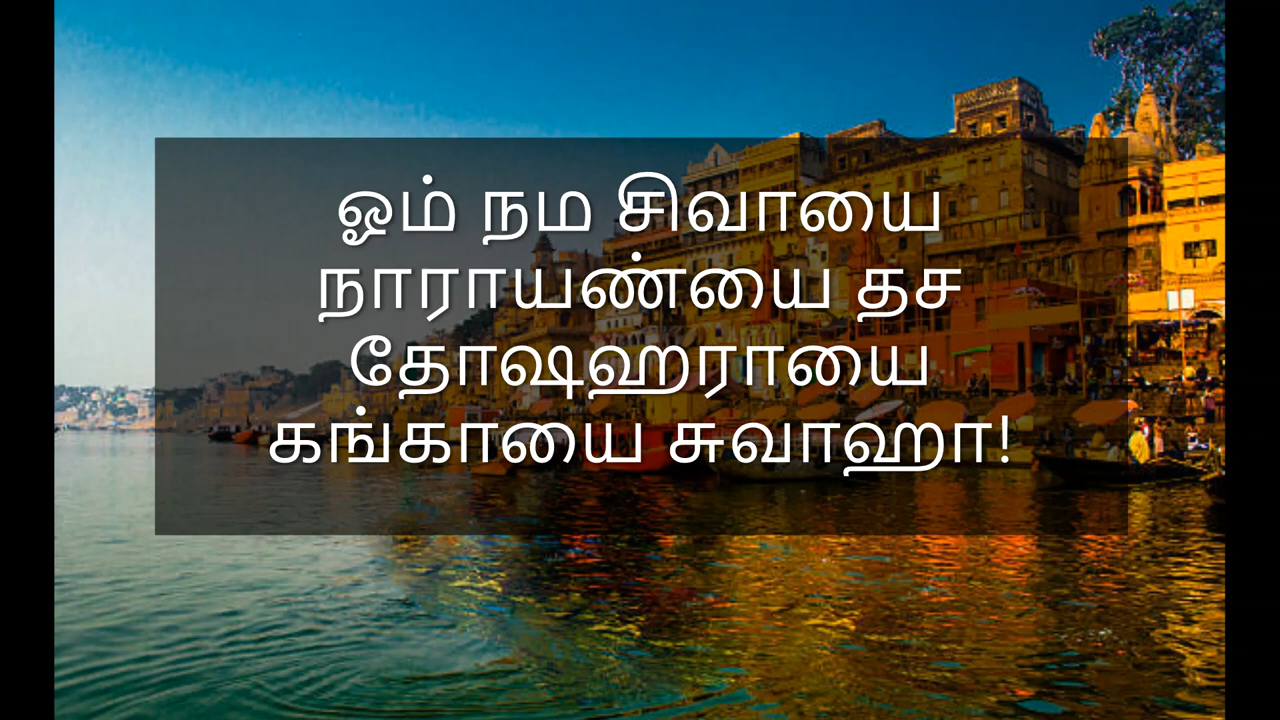 ஓம் நம சிவாயை
நாராயண்யை தச
தோஷஹராயை
கங்காயை சுவாஹா!